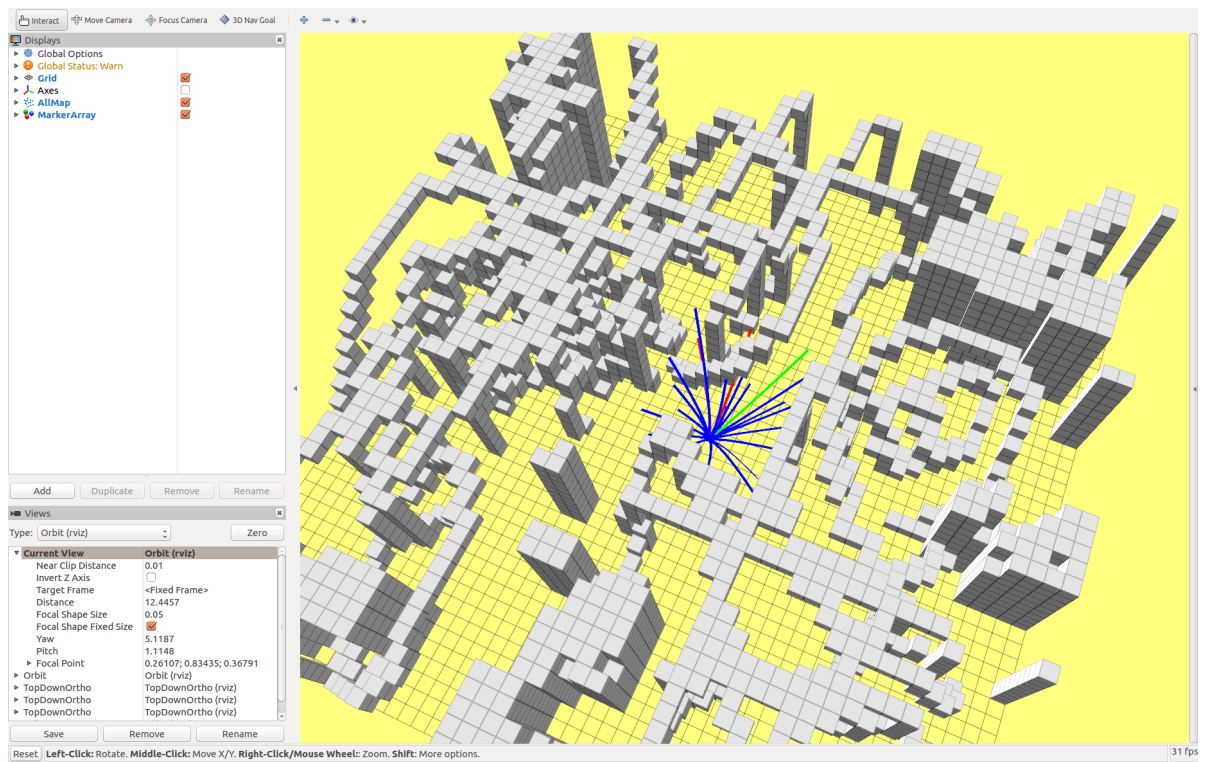 Interact Move Camera Focus Camera 3D Nav Goal
Displays
Global Options
Global Status: Warn
Grid
Axes
AllMap
MarkerArray
Add Duplicate Remove Rename
Views
Type: Orbit (rviz) Zero
Current View Orbit (rviz)
Near Clip Distance 0.01
Invert Z Axis
Target Frame <Fixed Frame>
Distance 12.4457
Focal Shape Size 0.05
Focal Shape Fixed Size
Yaw 5.1187
Pitch 1.1148
Focal Point 0.26107; 0.83435; 0.36791
Orbit Orbit (rviz)
TopDownOrtho TopDownOrtho (rviz)
TopDownOrtho TopDownOrtho (rviz)
TopDownOrtho TopDownOrtho (rviz)
Save Remove Rename
Reset Left-Click: Rotate. Middle-Click: Move X/Y. Right-Click/Mouse Wheel:: Zoom. Shift: More options. 31 fps